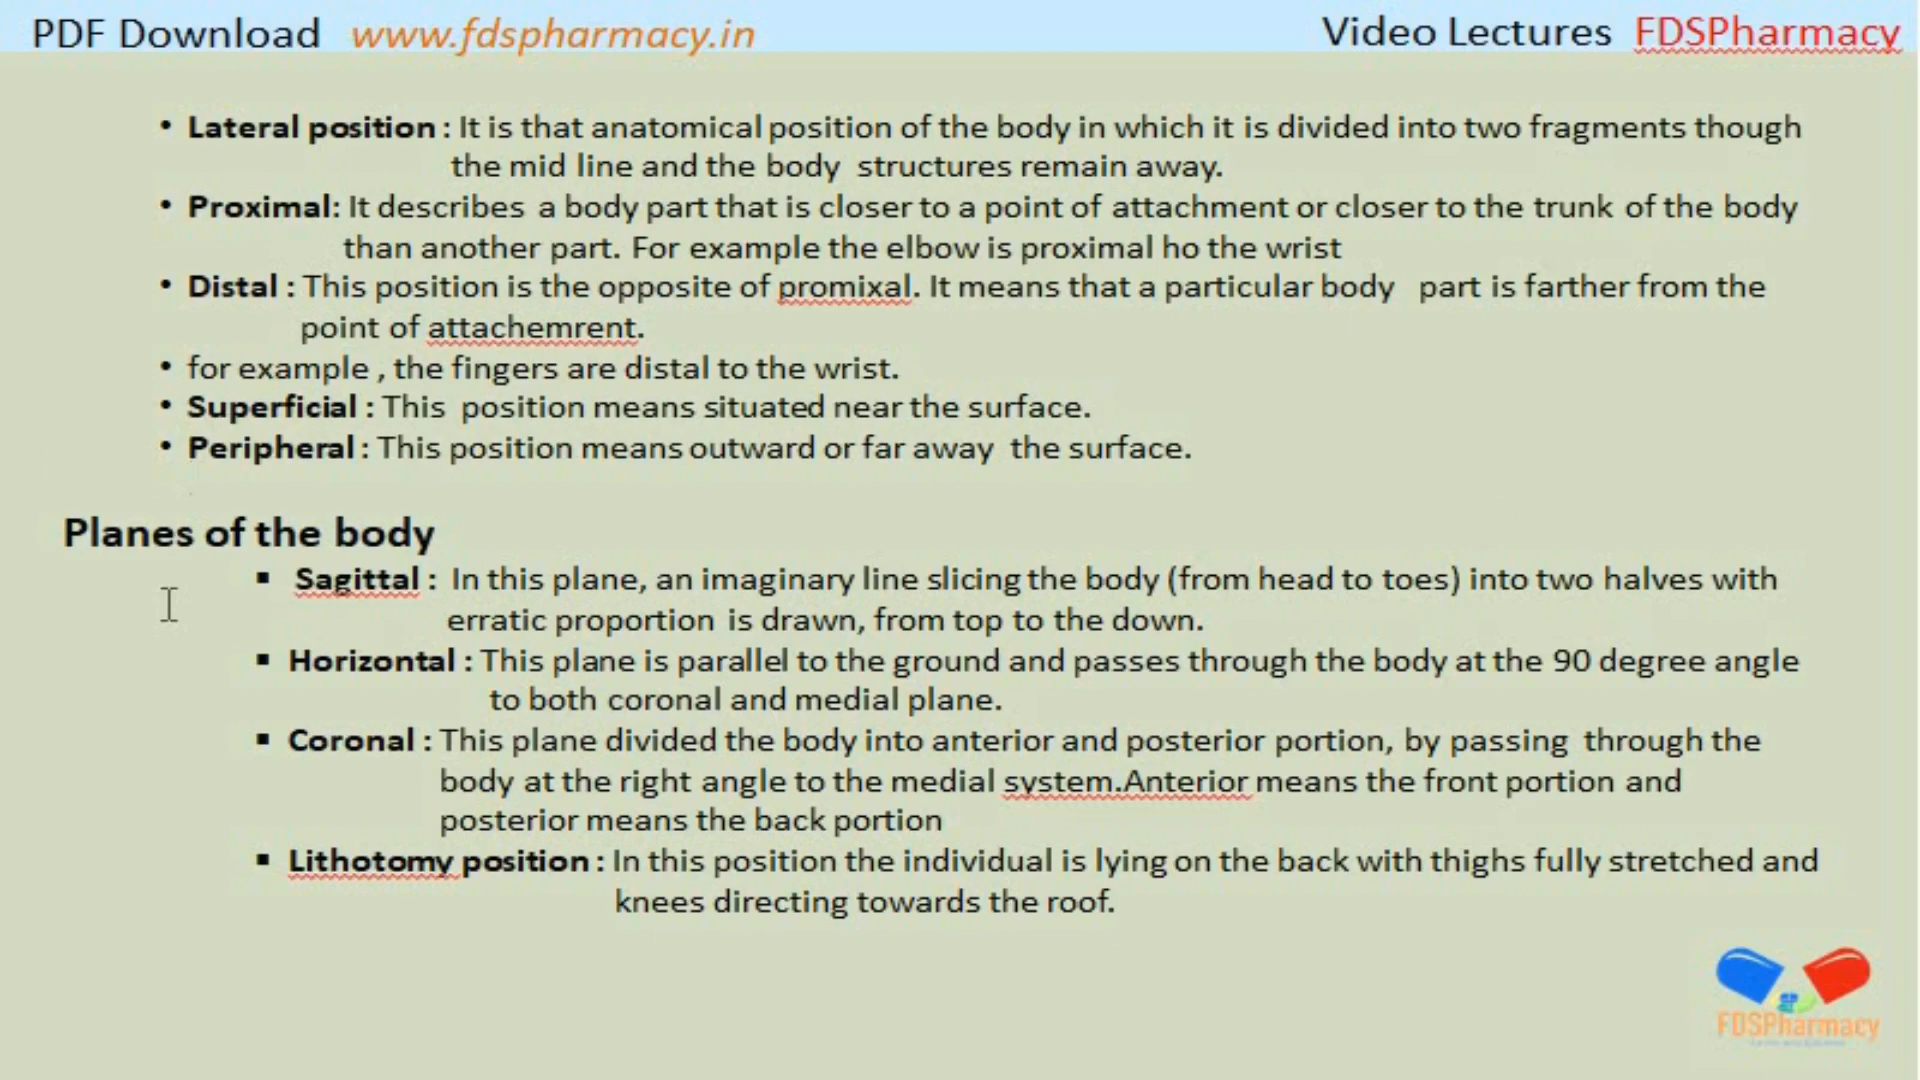 PDF Download www.fdspharmacy.in Video Lectures FDSPharmacy
• Lateral position : It is that anatomical position of the body in which it is divided into two fragments though
the mid line and the body structures remain away.
• Proximal: It describes a body part that is closer to a point of attachment or closer to the trunk of the body
than another part. For example the elbow is proximal ho the wrist
• Distal : This position is the opposite of promixal. It means that a particular body part is farther from the
point of attachemrent.
• for example , the fingers are distal to the wrist.
• Superficial : This position means situated near the surface.
• Peripheral : This position means outward or far away the surface.
Planes of the body
▪ Sagittal : In this plane, an imaginary line slicing the body (from head to toes) into two halves with
erratic proportion is drawn, from top to the down.
▪ Horizontal : This plane is parallel to the ground and passes through the body at the 90 degree angle
to both coronal and medial plane.
▪ Coronal : This plane divided the body into anterior and posterior portion, by passing through the
body at the right angle to the medial system.Anterior means the front portion and
posterior means the back portion
▪ Lithotomy position : In this position the individual is lying on the back with thighs fully stretched and
knees directing towards the roof.
FDSPharmacy